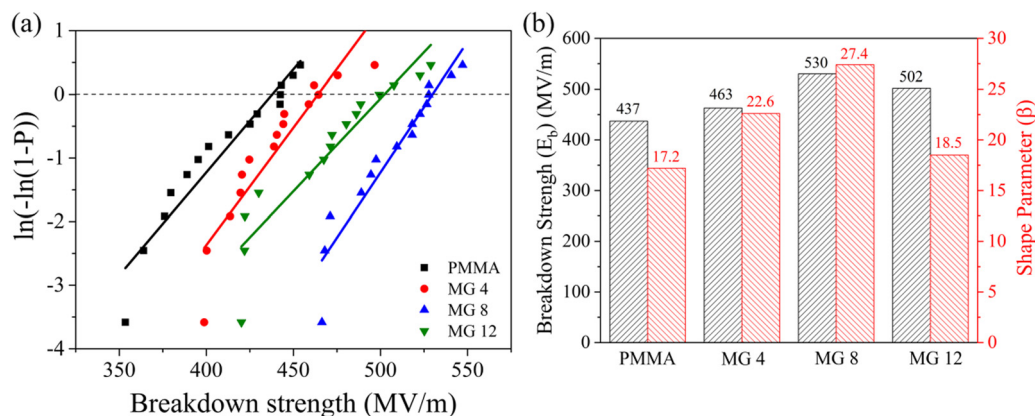 (a)
ln(-ln(1-P))
1
0
-1
-2
-3
-4
350
400
450
500
550
Breakdown strength (MV/m)
PMMA
MG 4
MG 8
MG 12
(b)
Breakdown Strengh (E_b) (MV/m)
600
500
400
300
200
100
0
437
17.2
463
22.6
530
27.4
502
18.5
PMMA
MG 4
MG 8
MG 12
30
25
20
15
10
5
0
Shape Parameter (β)